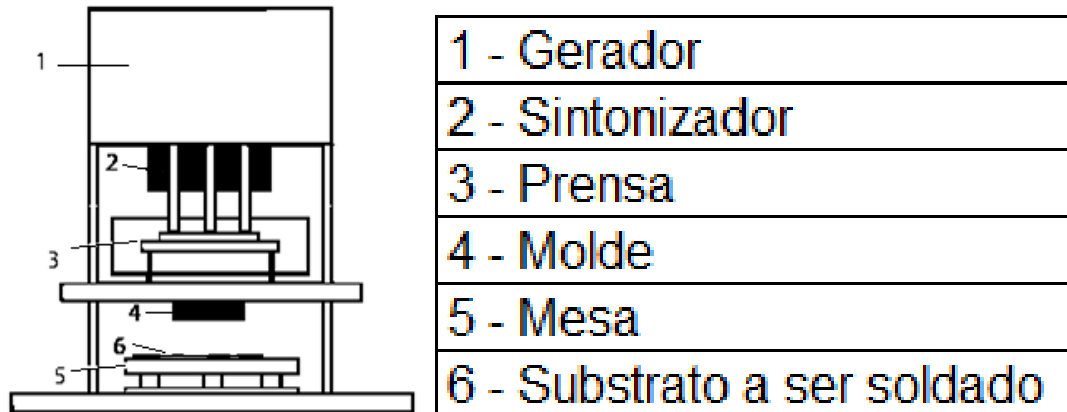 1
2
3
4
6
5
1 - Gerador
2 - Sintonizador
3 - Prensa
4 - Molde
5 - Mesa
6 - Substrato a ser soldado